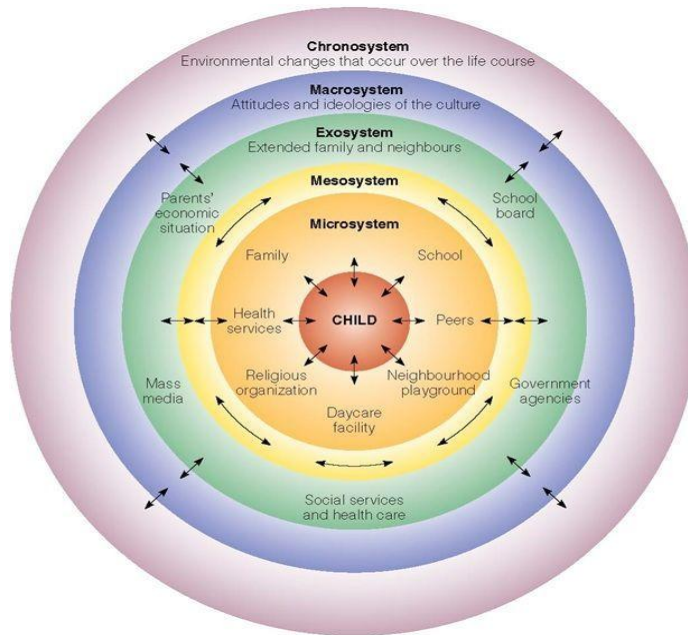 Chronosystem
Environmental changes that occur over the life course
Macrosystem
Attitudes and ideologies of the culture
Exosystem
Extended family and neighbours
Mesosystem
Parents'
economic
situation
School
board
Microsystem
Family
School
Health
services
CHILD
Peers
Religious
organization
Neighbourhood
playground
Mass
media
Government
agencies
Daycare
facility
Social services
and health care